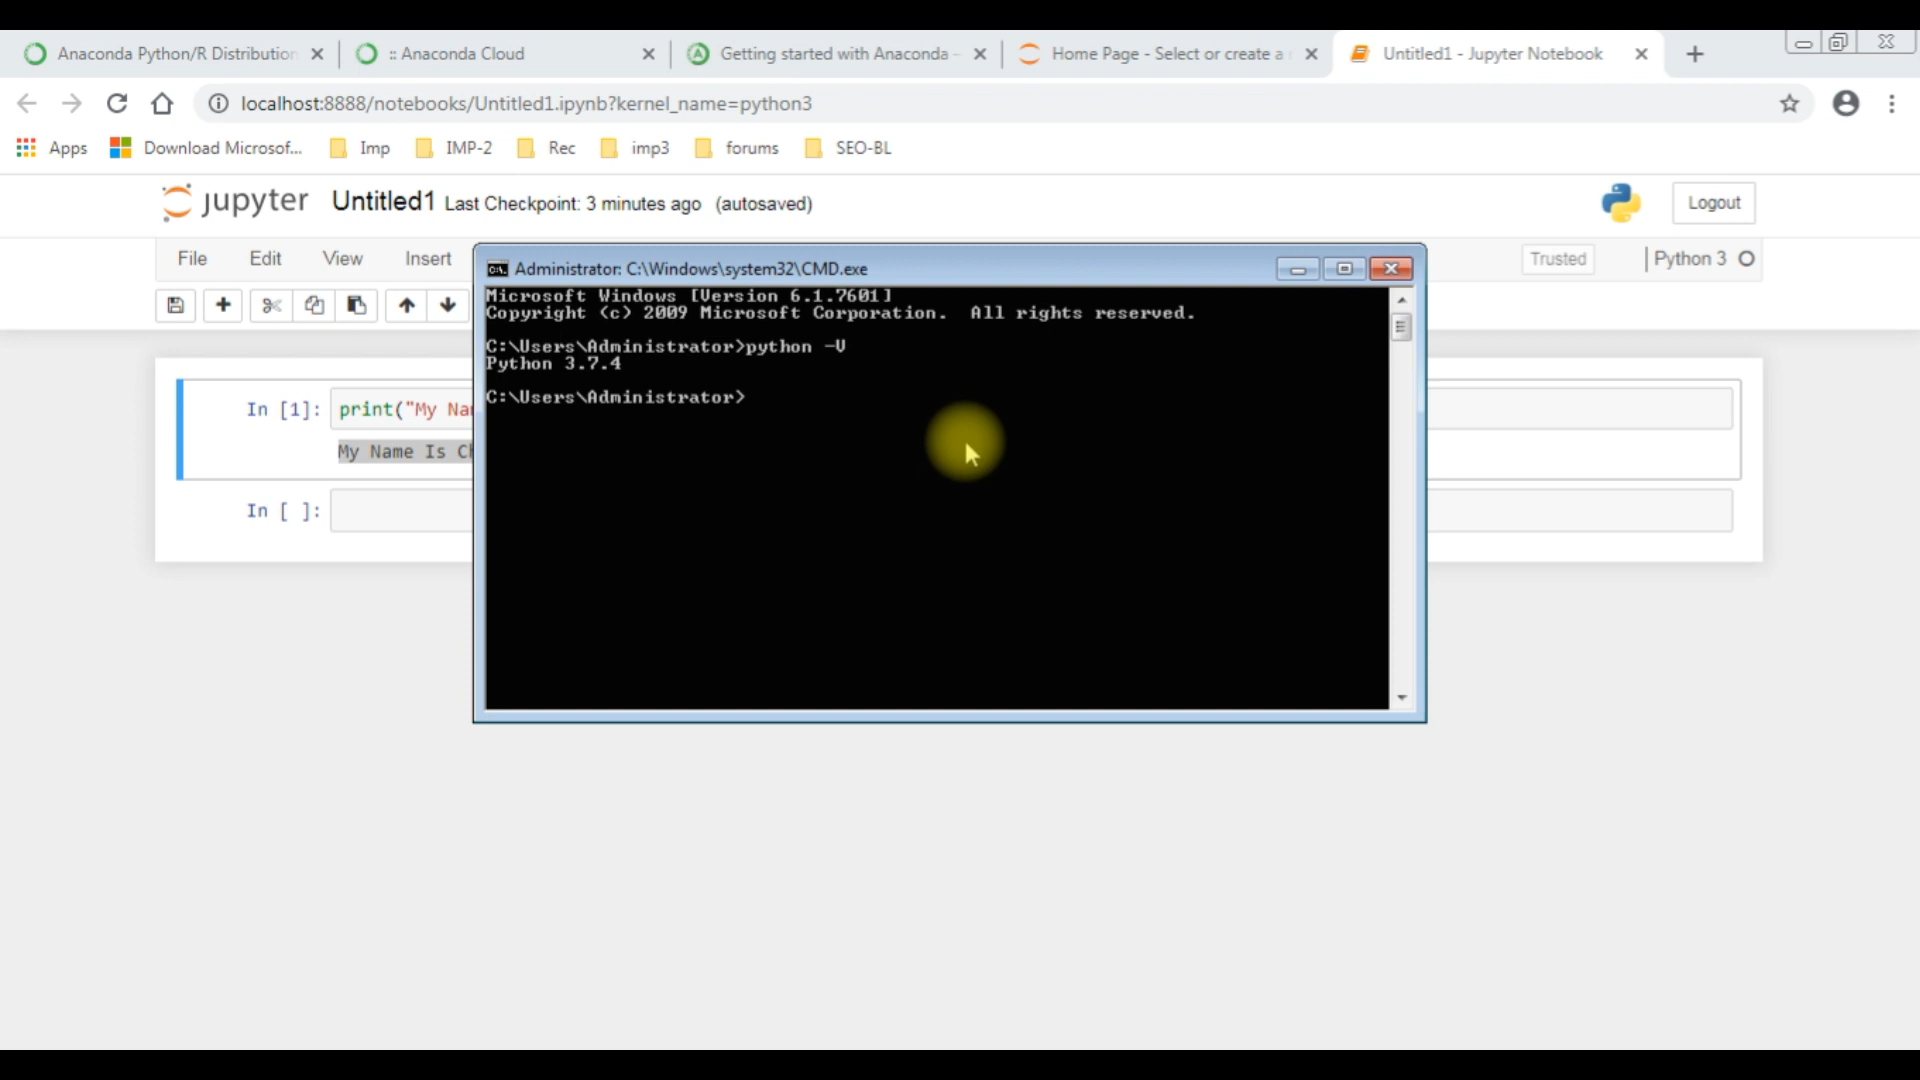 Anaconda Python/R Distribution
:: Anaconda Cloud
Getting started with Anaconda -
Home Page - Select or create a
Untitled1 - Jupyter Notebook
localhost:8888/notebooks/Untitled1.ipynb?kernel_name=python3
Apps
Download Microsof...
Imp
IMP-2
Rec
imp3
forums
SEO-BL
jupyter Untitled1 Last Checkpoint: 3 minutes ago (autosaved)
Logout
File Edit View Insert
Trusted
Python 3
Administrator: C:\Windows\system32\CMD.exe
Microsoft Windows [Version 6.1.7601]
Copyright (c) 2009 Microsoft Corporation. All rights reserved.
C:\Users\Administrator>python -V
Python 3.7.4
C:\Users\Administrator>
In [1]: print("My Na
My Name Is
In [ ]: